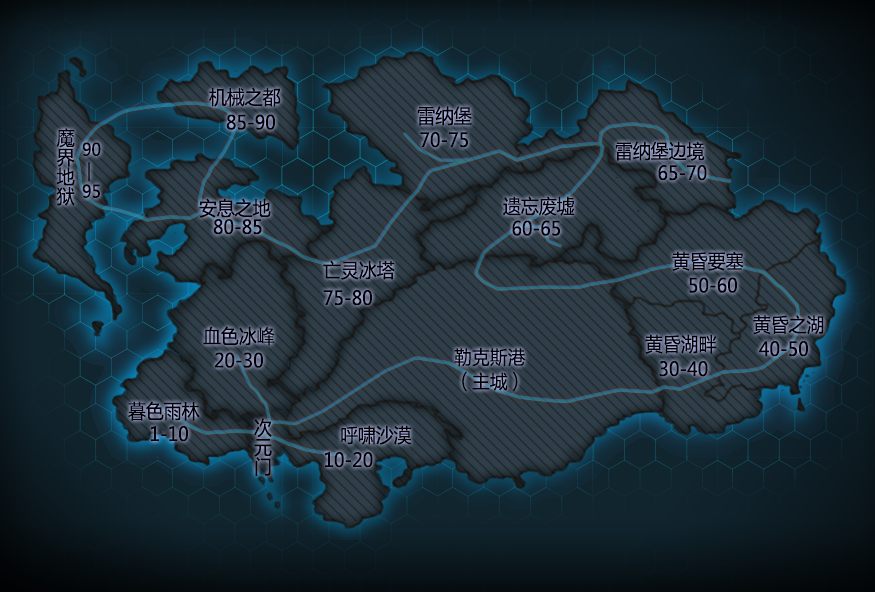 机械之都
85-90
雷纳堡
70-75
魔界地狱
90
|
95
雷纳堡边境
65-70
安息之地
80-85
遗忘废墟
60-65
亡灵冰塔
75-80
黄昏要塞
50-60
血色冰峰
20-30
黄昏之湖
40-50
黄昏湖畔
30-40
勒克斯港
（主城）
暮色雨林
1-10
次元门
呼啸沙漠
10-20